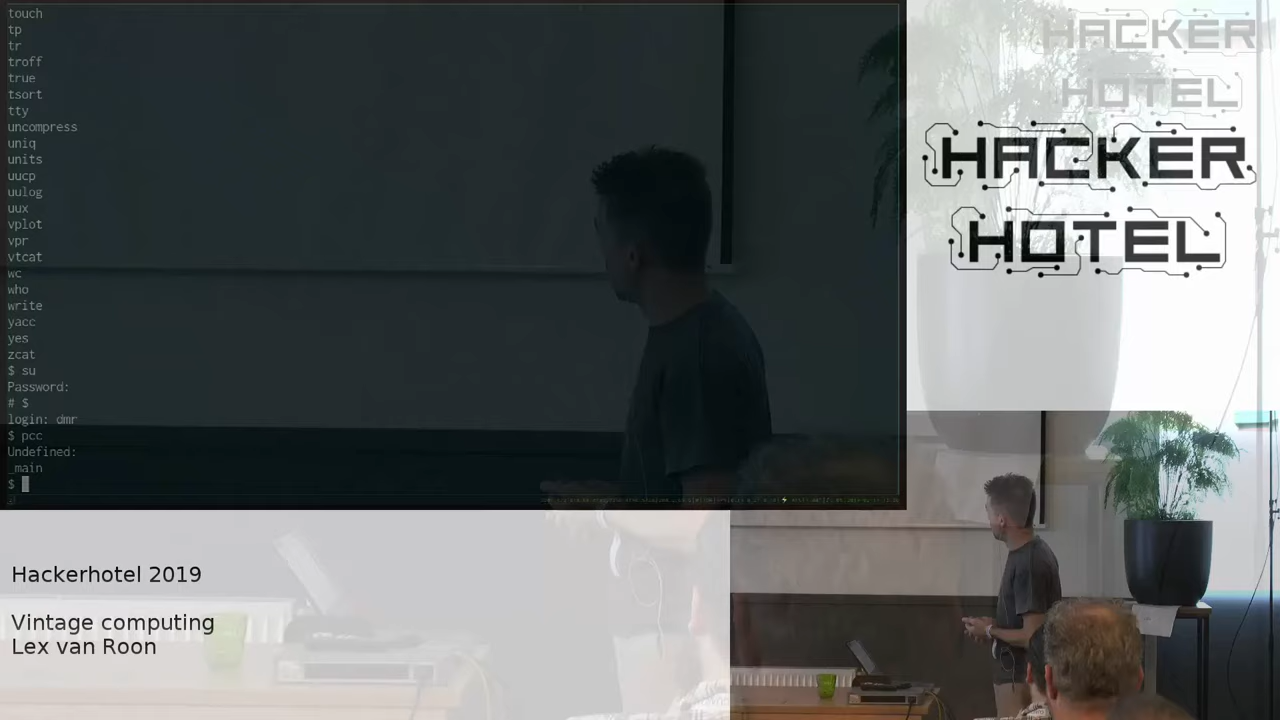 touch
tp
tr
troff
true
tsort
tty
uncompress
uniq
units
uucp
uulog
uux
vplot
vpr
vtcat
wc
who
write
yacc
yes
zcat
$ su
Password:
# $
login: dmr
$ pcc
Undefined:
_main
$
HACKER
HOTEL
HACKER
HOTEL
Hackerhotel 2019
Vintage computing
Lex van Roon